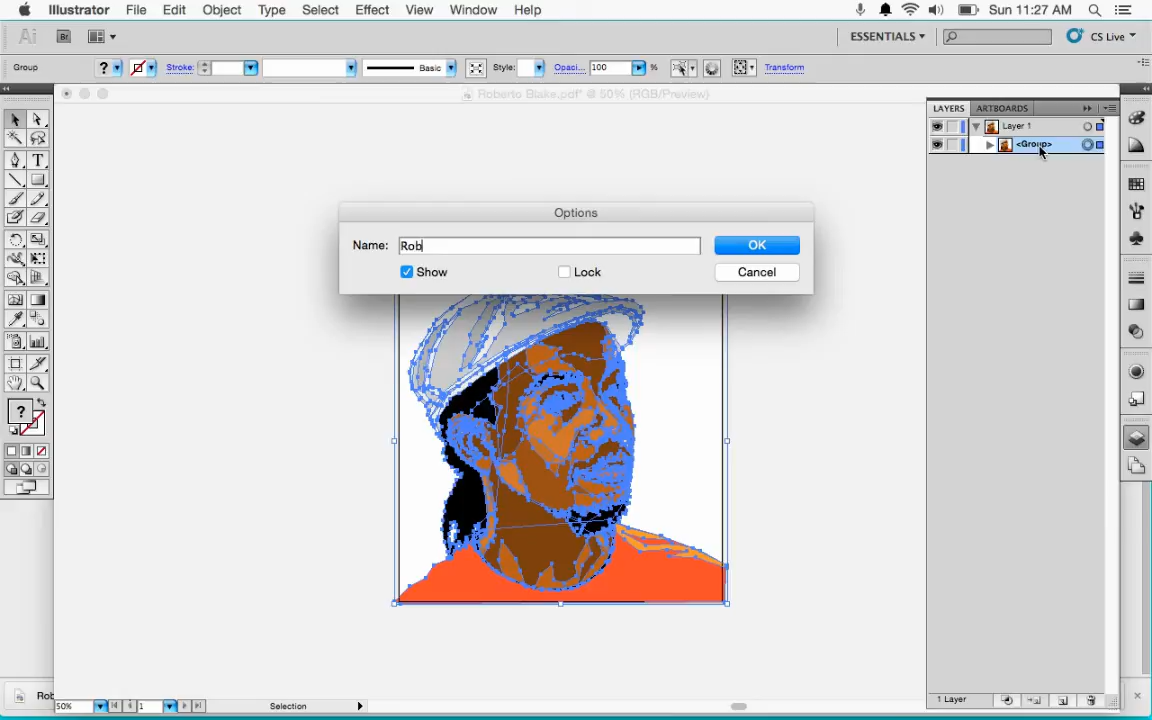 Illustrator File Edit Object Type Select Effect View Window Help Sun 11:27 AM
Ai Br ESSENTIALS CS Live
Group ? Stroke: Basic Style: Opaci... 100 % Transform
Roberto Blake.pdf* @ 50% (RGB/Preview)
LAYERS ARTBOARDS
Layer 1
<Group>
Options
Name: Rob OK
Show Lock Cancel
T
?
Rob
50% 1 Selection
1 Layer